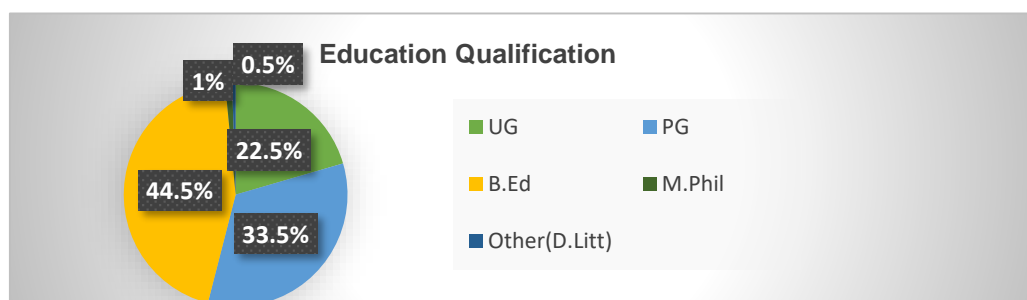 Education Qualification
0.5%
1%
22.5%
44.5%
33.5%
UG
PG
B.Ed
M.Phil
Other(D.Litt)